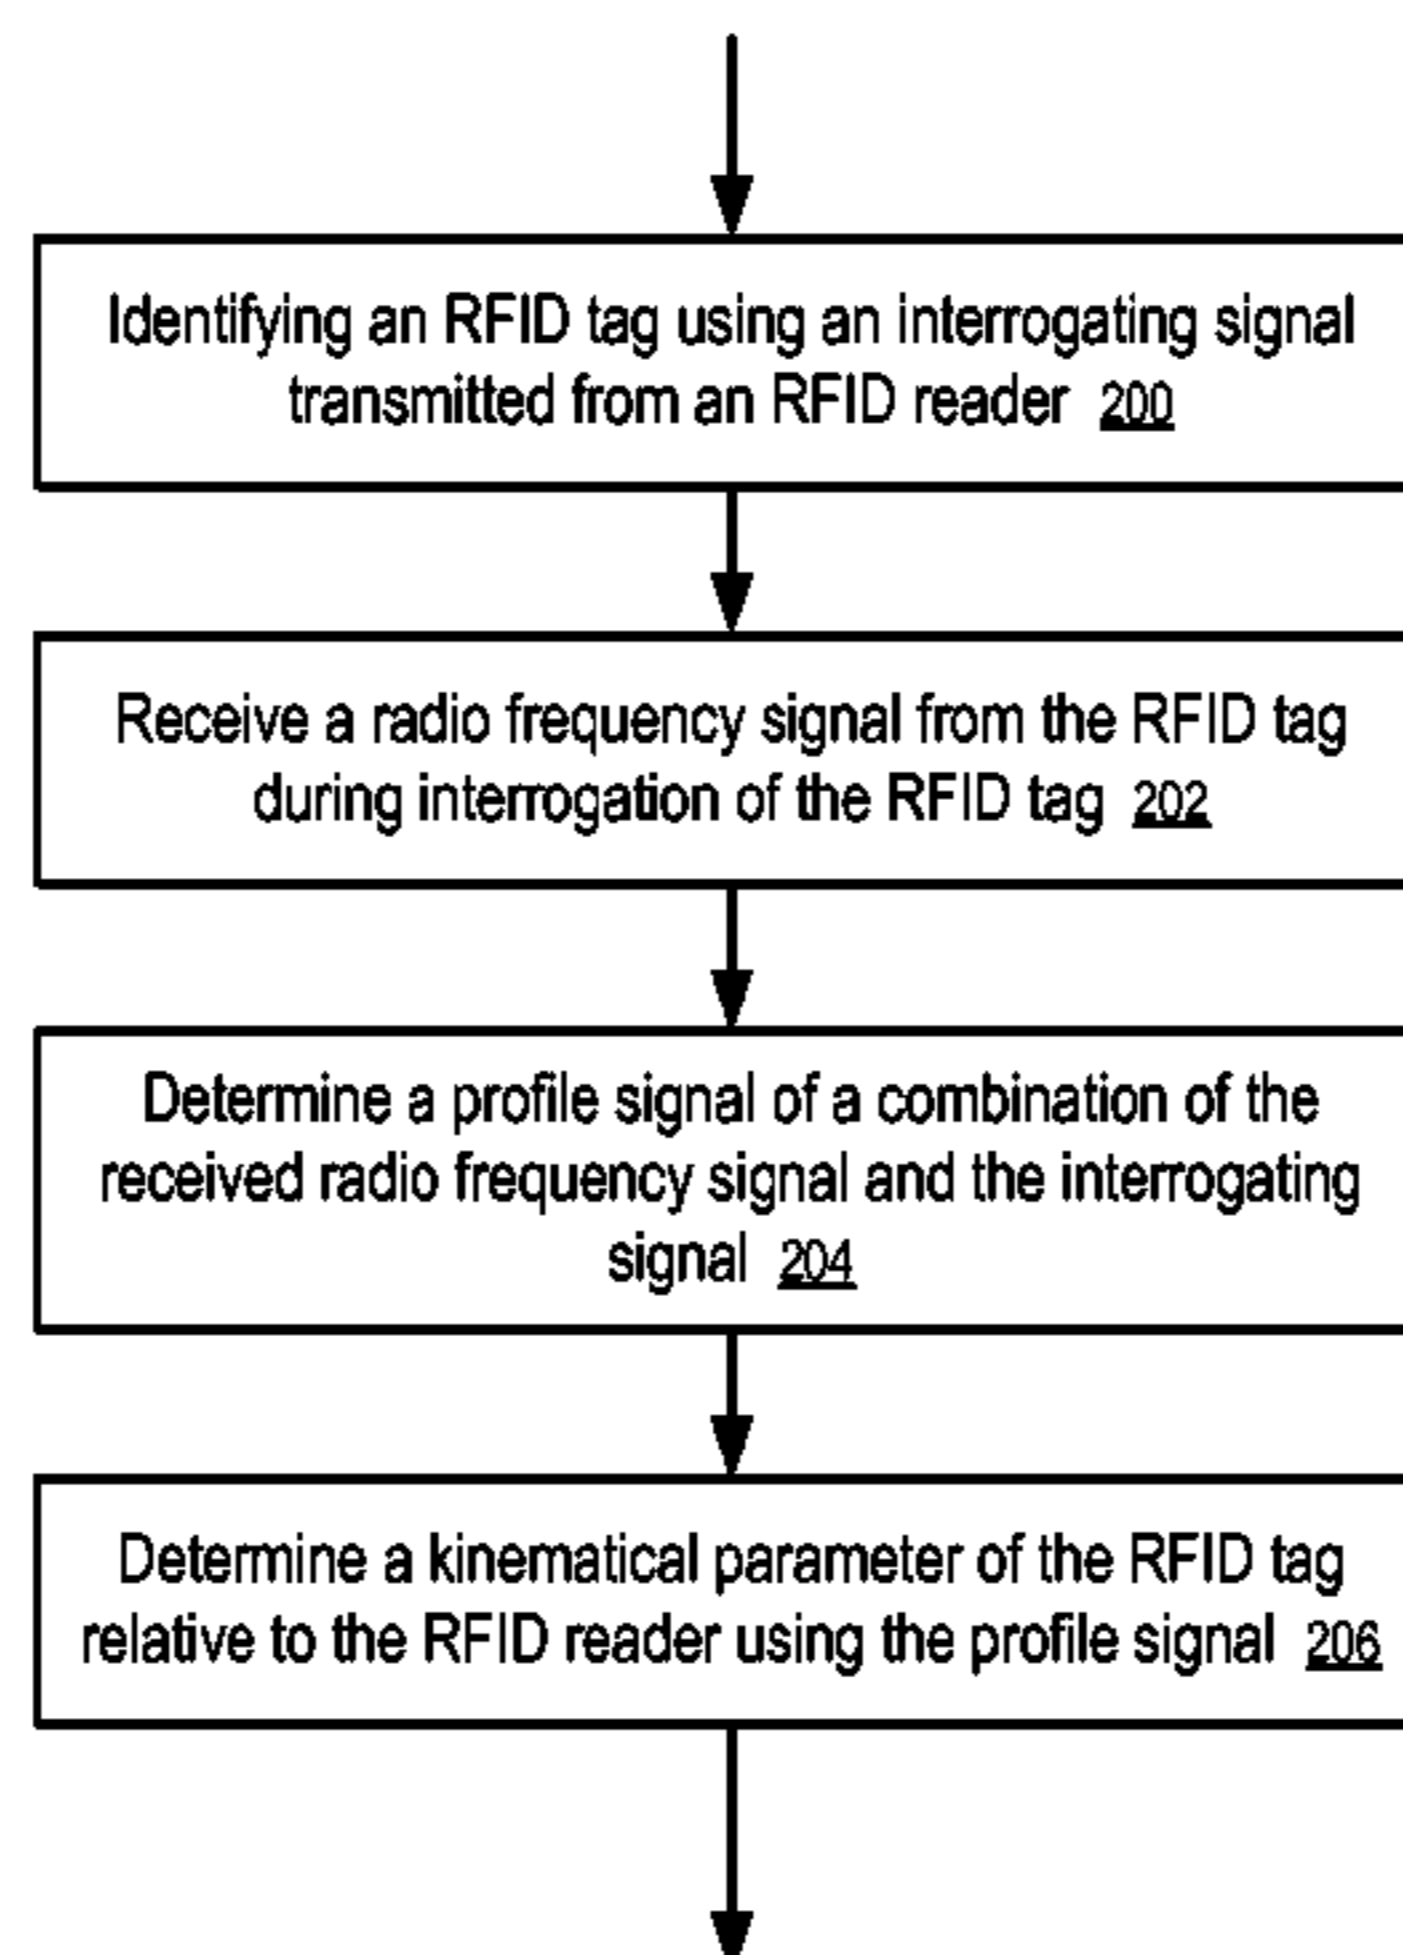 Identifying an RFID tag using an interrogating signal
transmitted from an RFID reader 200
Receive a radio frequency signal from the RFID tag
during interrogation of the RFID tag 202
Determine a profile signal of a combination of the
received radio frequency signal and the interrogating
signal 204
Determine a kinematical parameter of the RFID tag
relative to the RFID reader using the profile signal 206